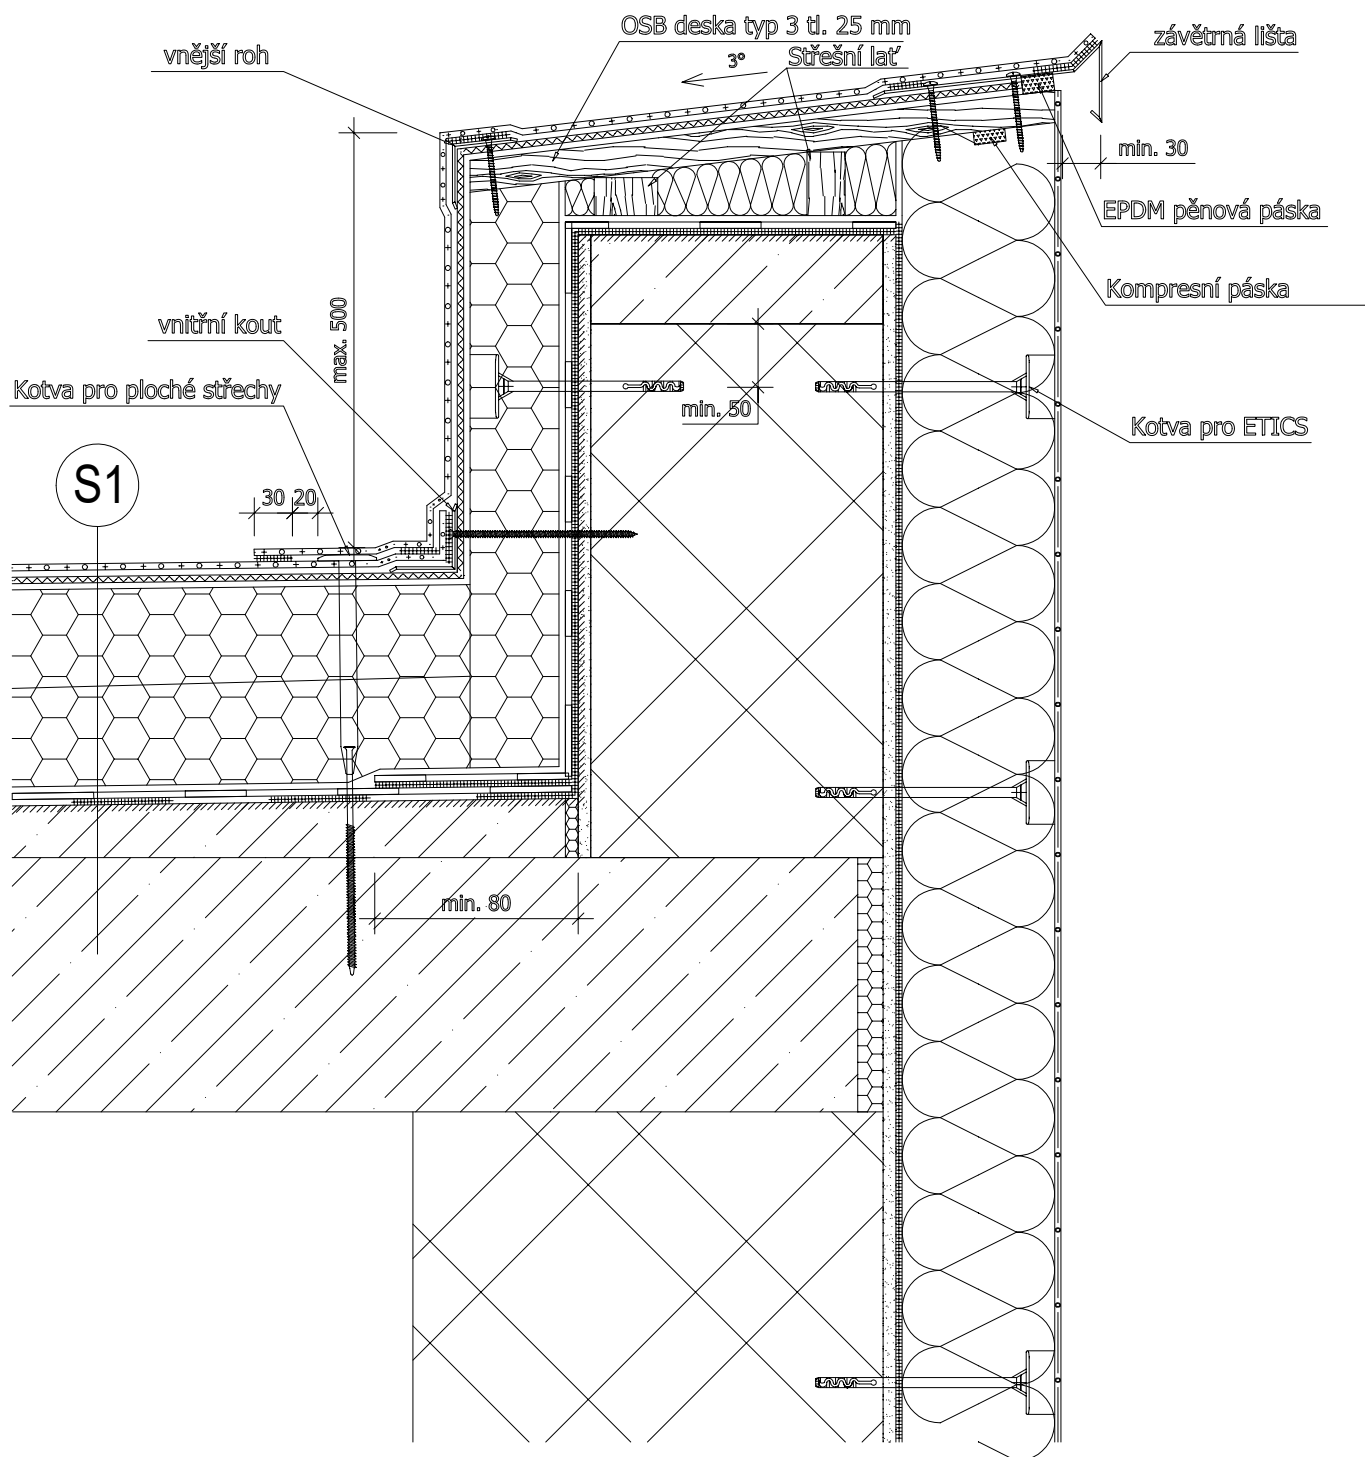 OSB deska typ 3 tl. 25 mm
závětrná lišta
vnější roh
3°
Střešní lať
min. 30
EPDM pěnová páska
Kompresní páska
max. 500
vnitřní kout
Kotva pro ploché střechy
min. 50
Kotva pro ETICS
S1
30
20
min. 80